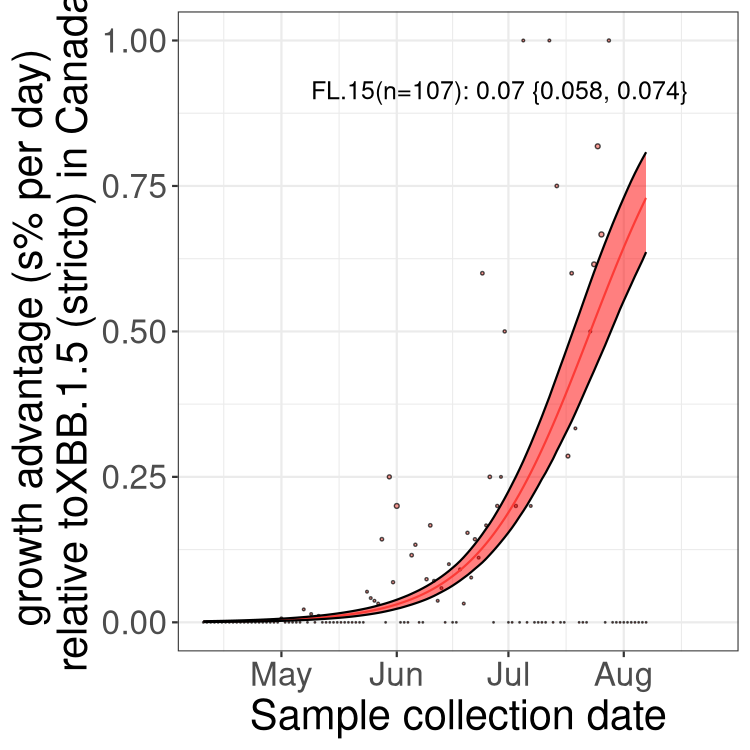 growth advantage (s% per day)
relative toXBB.1.5 (stricto) in Canada
1.00
0.75
0.50
0.25
0.00
FL.15(n=107): 0.07 {0.058, 0.074}
May Jun Jul Aug
Sample collection date